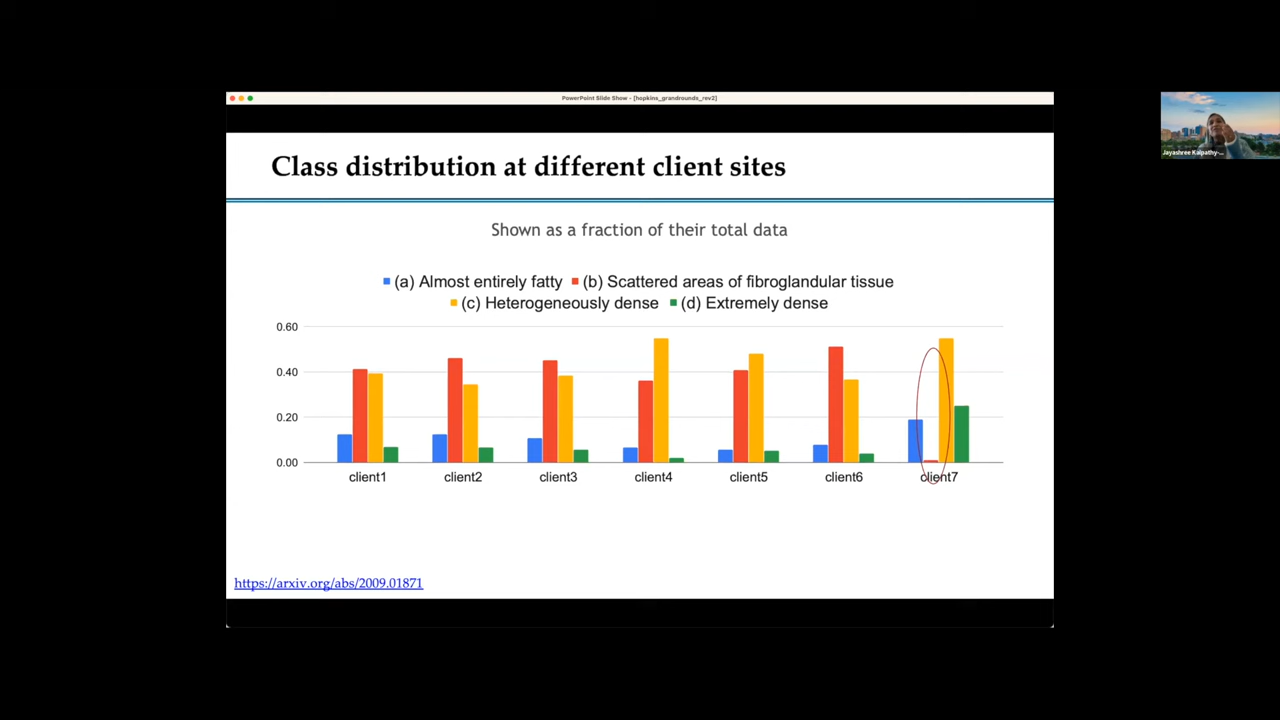 PowerPoint Slide Show - [hopkins_grandrounds_rev2]
Class distribution at different client sites
Jayashree Kalpathy-...
Shown as a fraction of their total data
(a) Almost entirely fatty (b) Scattered areas of fibroglandular tissue
(c) Heterogeneously dense (d) Extremely dense
0.60
0.40
0.20
0.00
client1 client2 client3 client4 client5 client6 client7
https://arxiv.org/abs/2009.01871